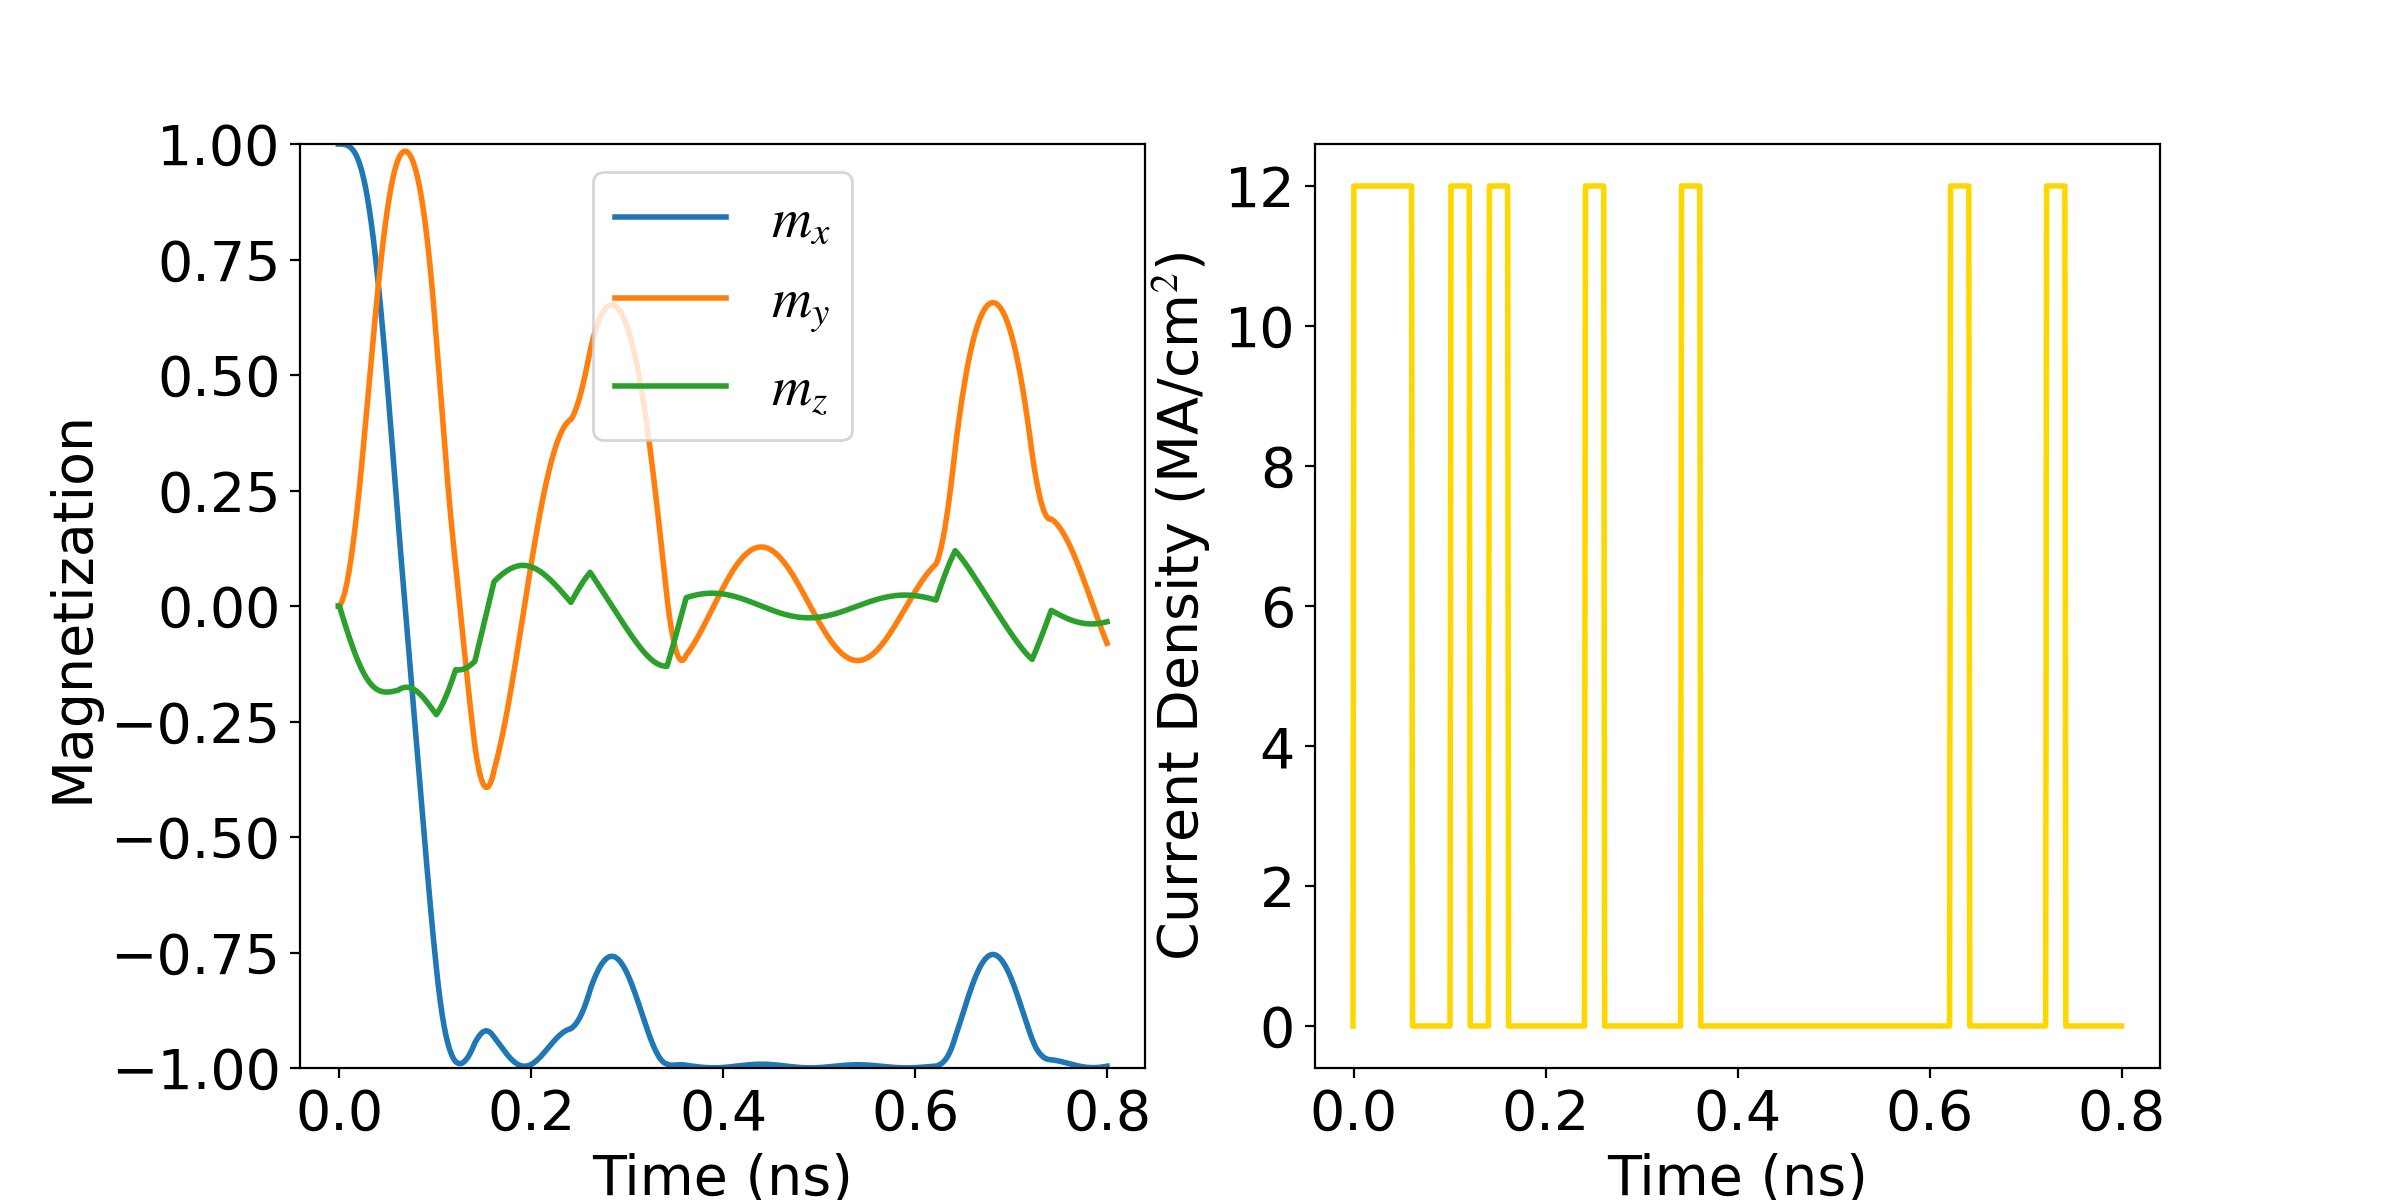 Magnetization
1.00
0.75
0.50
0.25
0.00
−0.25
−0.50
−0.75
−1.00
0.0 0.2 0.4 0.6 0.8
Time (ns)
m_x
m_y
m_z
Current Density (MA/cm²)
12
10
8
6
4
2
0
0.0 0.2 0.4 0.6 0.8
Time (ns)